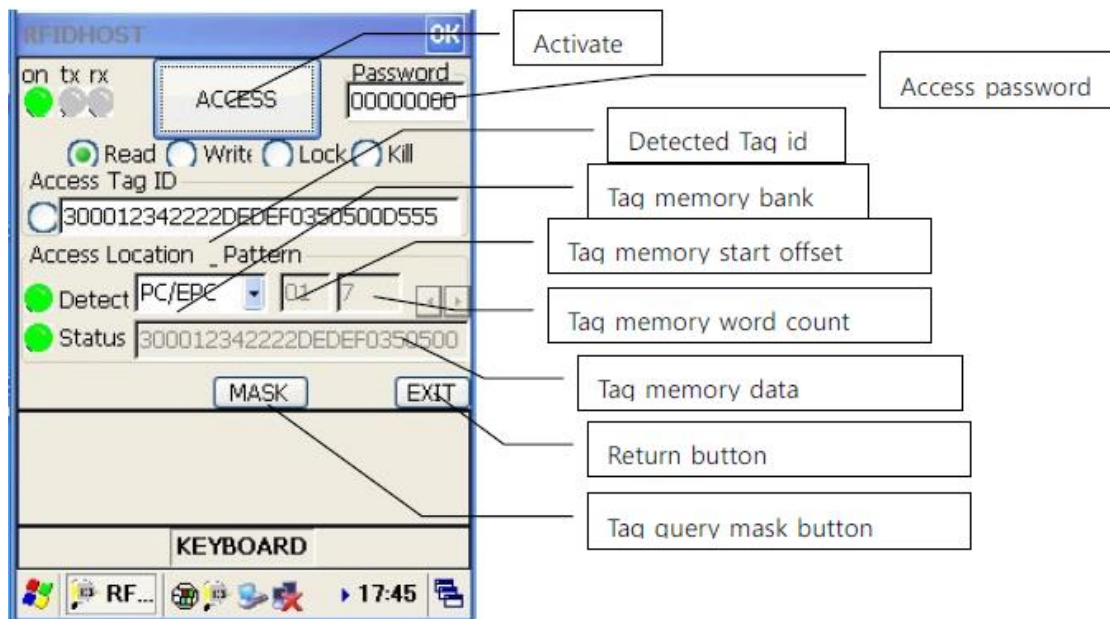 RFIDHOST OK
Activate
on tx rx
ACCESS
Password
00000000
Access password
Read Write Lock Kill
Detected Tag id
Access Tag ID
Tag memory bank
300012342222DEDEF0350500D555
Access Location _ Pattern
Tag memory start offset
Detect PC/EPC 01 7
Tag memory word count
Status 300012342222DEDEF0350500
Tag memory data
MASK EXIT
Return button
Tag query mask button
KEYBOARD
RF... 17:45